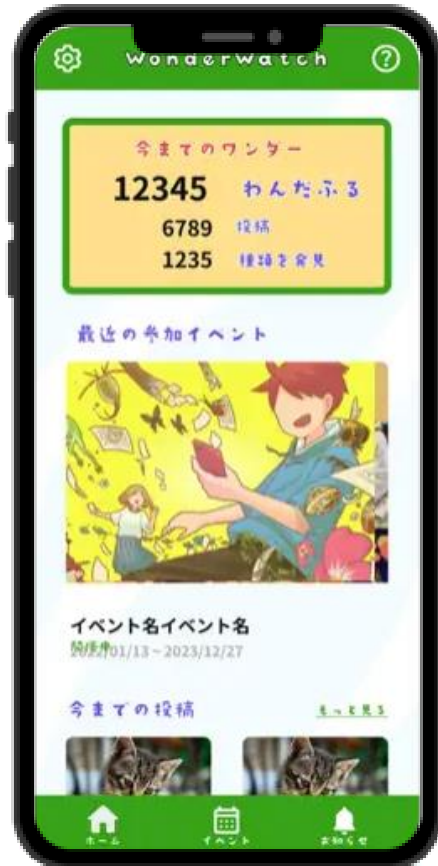 WonderWatch
今までのワンダー
12345 わんだふる
6789 投稿
1235 種類を発見
最近の参加イベント
イベント名イベント名
開催中
2022/01/13~2023/12/27
今までの投稿 もっと見る
ホーム イベント お知らせ